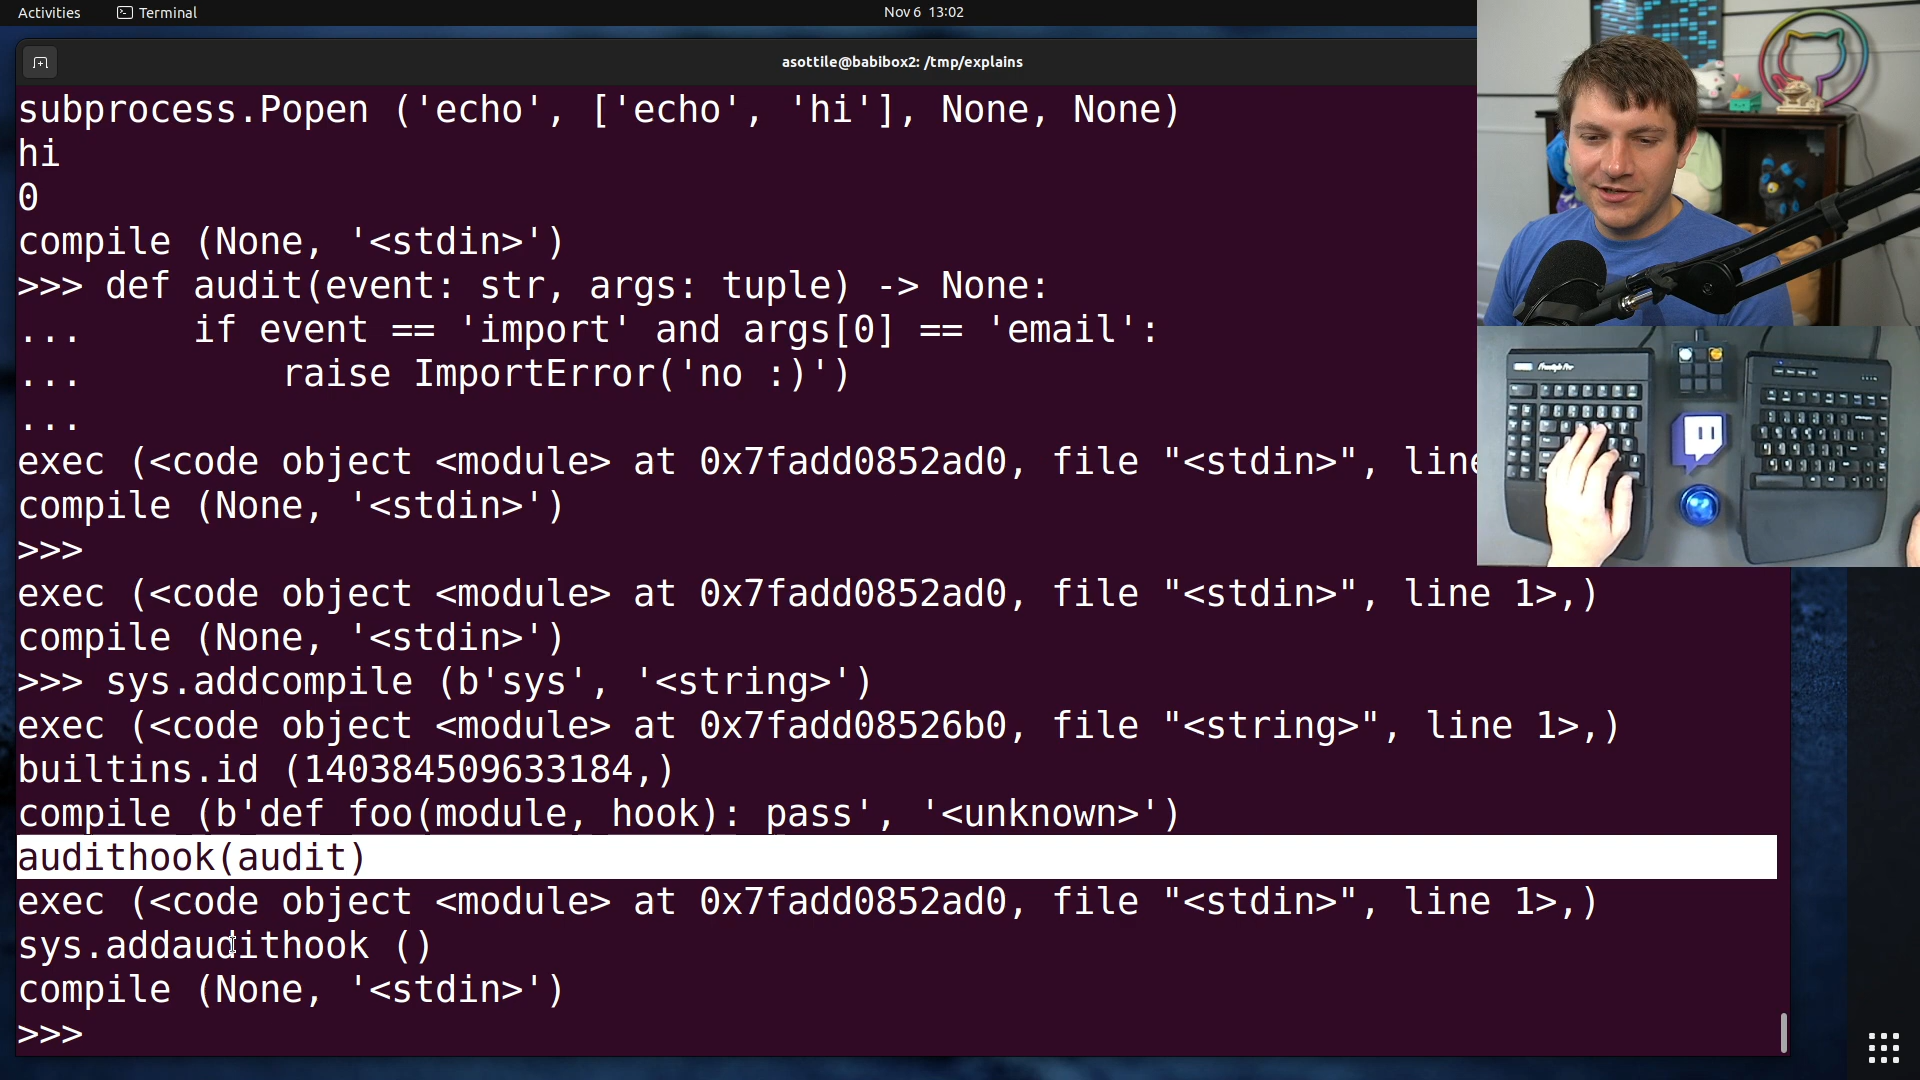 Activities
Terminal
Nov 6 13:02
asottile@babibox2: /tmp/explains
subprocess.Popen ('echo', ['echo', 'hi'], None, None)
hi
0
compile (None, '<stdin>')
>>> def audit(event: str, args: tuple) -> None:
...     if event == 'import' and args[0] == 'email':
...         raise ImportError('no :)')
...
exec (<code object <module> at 0x7fadd0852ad0, file "<stdin>", line
compile (None, '<stdin>')
>>>
exec (<code object <module> at 0x7fadd0852ad0, file "<stdin>", line 1>,)
compile (None, '<stdin>')
>>> sys.addcompile (b'sys', '<string>')
exec (<code object <module> at 0x7fadd08526b0, file "<string>", line 1>,)
builtins.id (140384509633184,)
compile (b'def foo(module, hook): pass', '<unknown>')
audithook(audit)
exec (<code object <module> at 0x7fadd0852ad0, file "<stdin>", line 1>,)
sys.addaudithook ()
compile (None, '<stdin>')
>>>